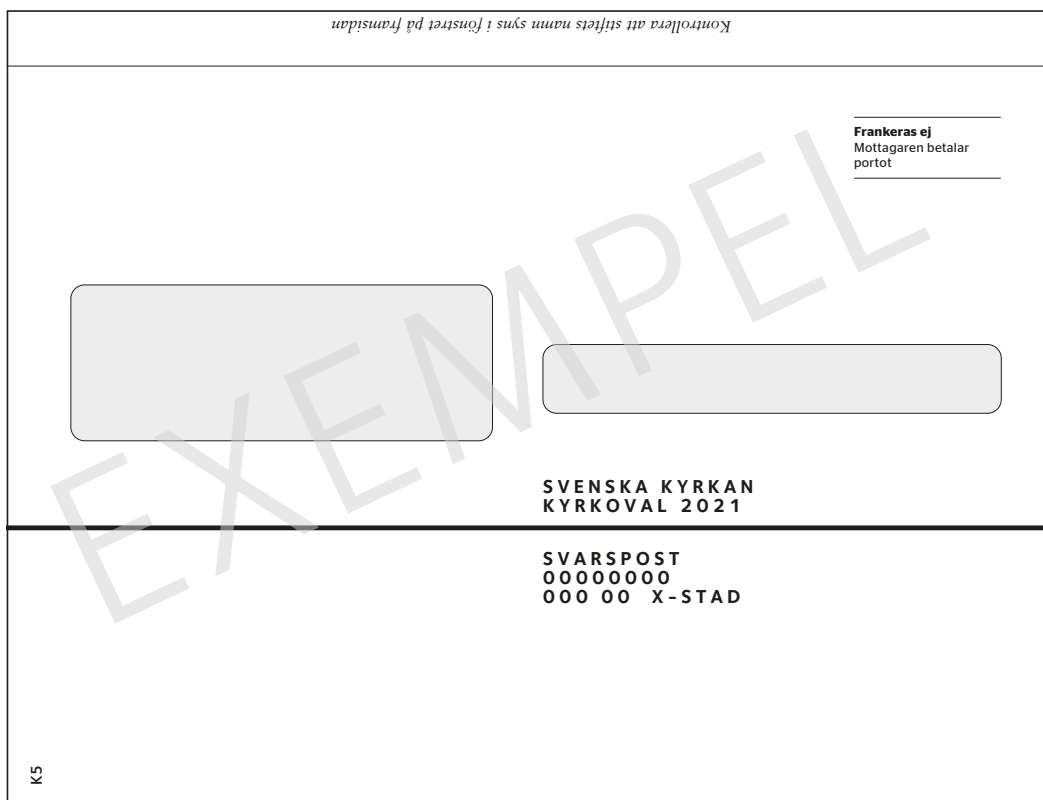 Kontrollera att stiftets namn syns i fönstret på framsidan
Frankeras ej
Mottagaren betalar
portot
EXEMPEL
SVENSKA KYRKAN
KYRKOVAL 2021
SVARSPOST
00000000
000 00 X-STAD
K5